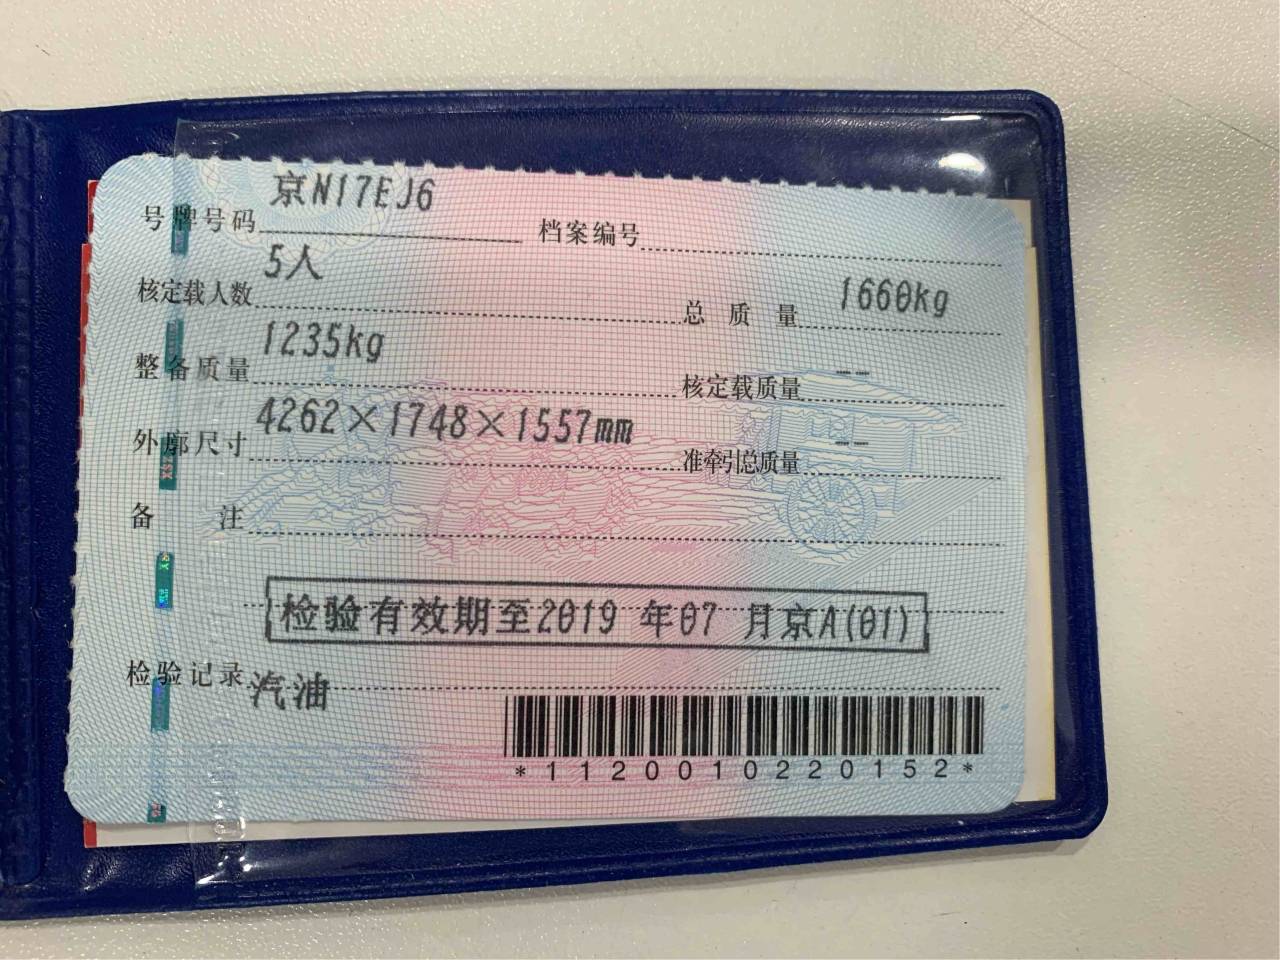 号牌号码 京N17EJ6 档案编号
核定载人数 5人 总质量 1660kg
整备质量 1235kg 核定载质量 --
外廓尺寸 4262×1748×1557mm 准牵引总质量 --
备注
检验有效期至2019 年07 月京A(01)
检验记录 汽油
*1120010220152*